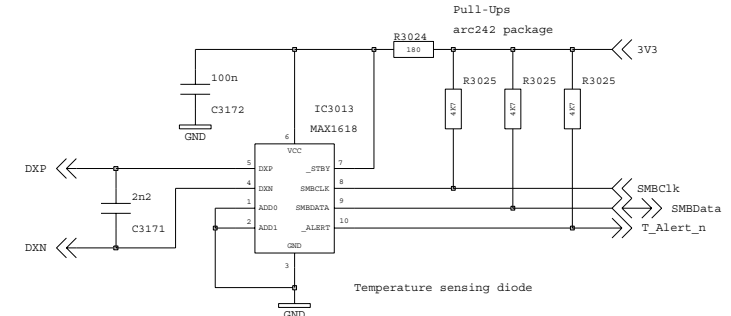 Pull-Ups
arc242 package
R3024
180
3V3
100n
C3172
GND
R3025
R3025
R3025
4K7
4K7
4K7
IC3013
MAX1618
6
VCC
DXP
5
DXP
_STBY
7
4
DXN
SMBCLK
8
SMBClk
2n2
C3171
1
ADD0
SMBDATA
9
SMBData
2
ADD1
_ALERT
10
T_Alert_n
DXN
GND
3
Temperature sensing diode
GND